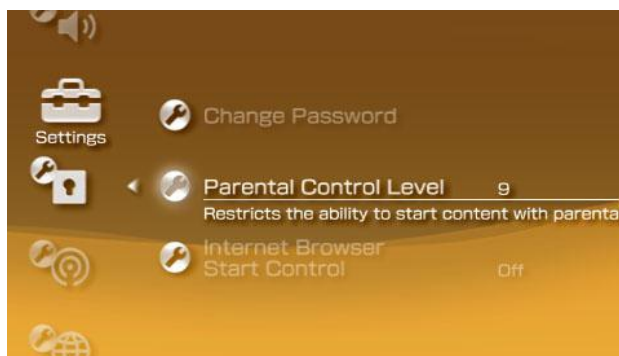 Settings
Change Password
Parental Control Level 9
Restricts the ability to start content with parenta
Internet Browser
Start Control Off